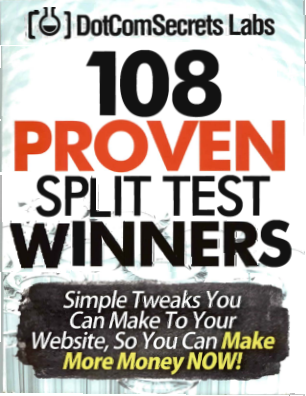 [ ] DotComSecrets Labs
108
PROVEN
SPLIT TEST
WINNERS
Simple Tweaks You
Can Make To Your
Website, So You Can Make
More Money NOW!